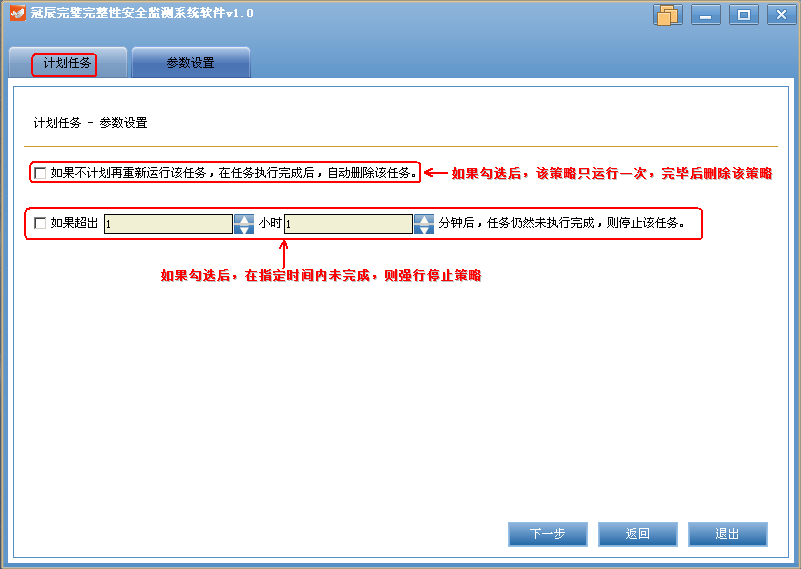 冠辰完璧完整性安全监测系统软件v1.0
计划任务 参数设置
计划任务 - 参数设置
如果不计划再重新运行该任务，在任务执行完成后，自动删除该任务。 如果勾选后，该策略只运行一次，完毕后删除该策略
如果超出 1 小时 1 分钟后，任务仍然未执行完成，则停止该任务。
如果勾选后，在指定时间内未完成，则强行停止策略
下一步 返回 退出